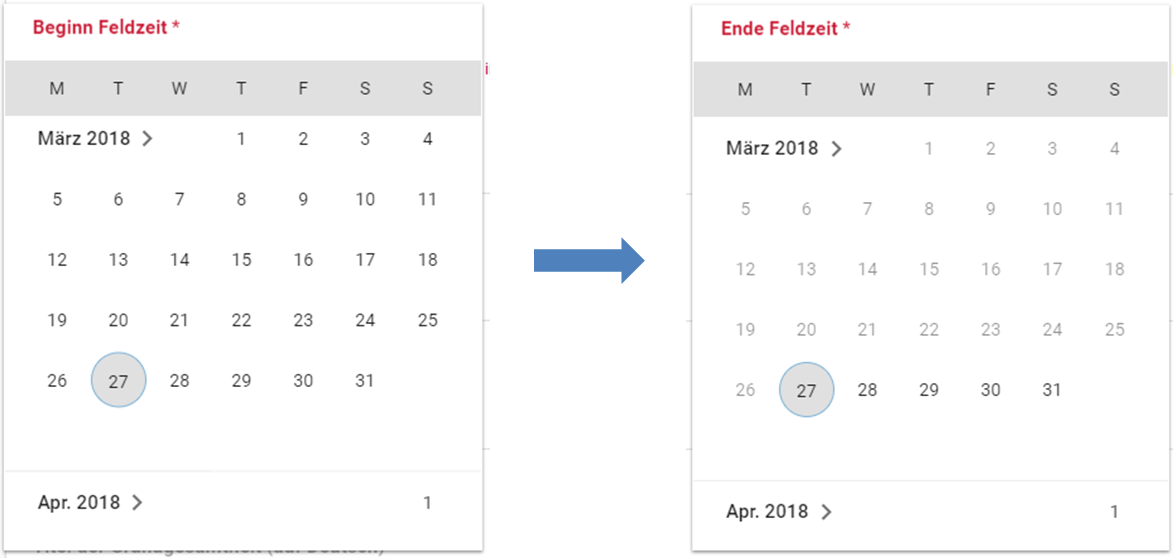 Beginn Feldzeit *
M T W T F S S
März 2018 1 2 3 4
5 6 7 8 9 10 11
12 13 14 15 16 17 18
19 20 21 22 23 24 25
26 27 28 29 30 31
Apr. 2018 1
Ende Feldzeit *
M T W T F S S
März 2018 1 2 3 4
5 6 7 8 9 10 11
12 13 14 15 16 17 18
19 20 21 22 23 24 25
26 27 28 29 30 31
Apr. 2018 1